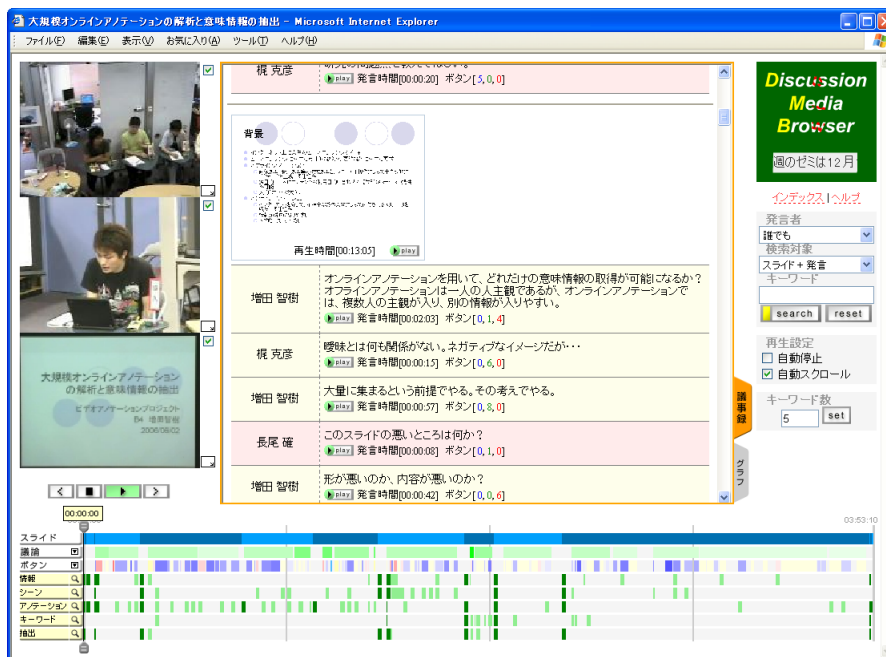 大規模オンラインアノテーションの解析と意味情報の抽出 - Microsoft Internet Explorer
ファイル(F) 編集(E) 表示(V) お気に入り(A) ツール(T) ヘルプ(H)
梶 克彦
play 発言時間[00:00:20] ボタン[5,0,0]
背景
再生時間[00:13:05] play
増田 智樹
オンラインアノテーションを用いて、どれだけの意味情報の取得が可能になるか?
オフラインアノテーションは一人の人主観であるが、オンラインアノテーションで
は、複数人の主観が入り、別の情報が入りやすい。
play 発言時間[00:02:03] ボタン[0,1,4]
梶 克彦
曖昧とは何も関係がない。ネガティブなイメージだが・・・
play 発言時間[00:00:15] ボタン[0,6,0]
増田 智樹
大量に集まるという前提でやる。その考えでやる。
play 発言時間[00:00:57] ボタン[0,8,0]
長尾 確
このスライドの悪いところは何か?
play 発言時間[00:00:08] ボタン[0,1,0]
増田 智樹
形が悪いのか、内容が悪いのか?
play 発言時間[00:00:42] ボタン[0,0,6]
大規模オンラインアノテーション
の解析と意味情報の抽出
ビデオアノテーションプロジェクト
B4 増田智樹
2006/06/02
議事録
グラフ
Discussion
Media
Browser
週のゼミは12月
インデックス | ヘルプ
発言者
誰でも
検索対象
スライド + 発言
キーワード
search reset
再生設定
自動停止
自動スクロール
キーワード数
5 set
00:00:00
03:53:10
スライド
議論
ボタン
情報
シーン
アノテーション
キーワード
抽出